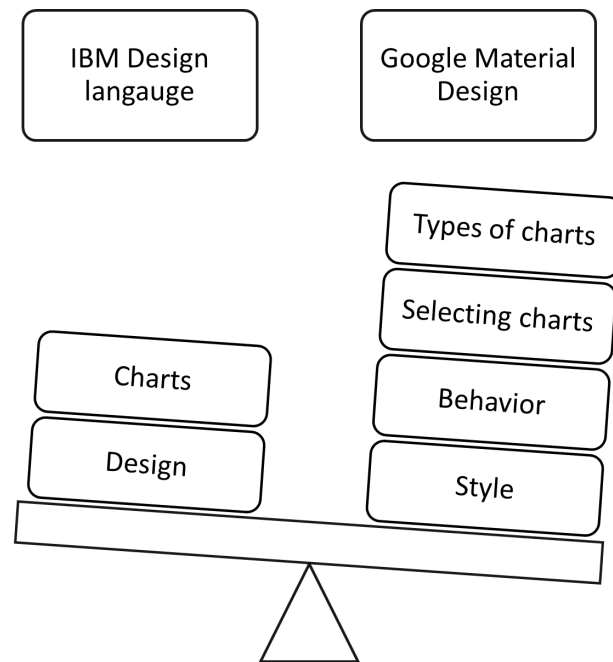 IBM Design
langauge
Google Material
Design
Types of charts
Selecting charts
Behavior
Style
Charts
Design